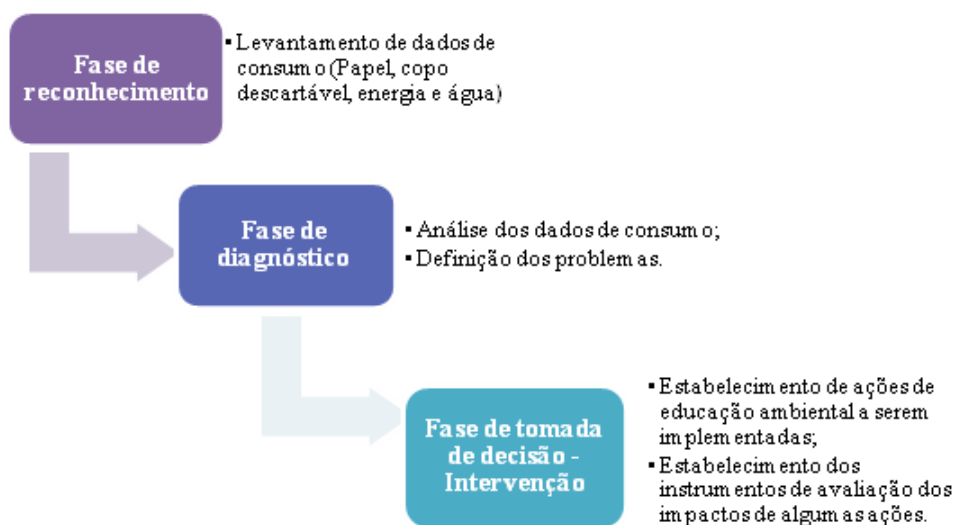 Fase de
reconhecimento
▪ Levantamento de dados de
consumo (Papel, copo
descartável, energia e água)
Fase de
diagnóstico
▪ Análise dos dados de consumo;
▪ Definição dos problemas.
Fase de tomada
de decisão -
Intervenção
▪ Estabelecimento de ações de
educação ambiental a serem
implementadas;
▪ Estabelecimento dos
instrumentos de avaliação dos
impactos de algumas ações.